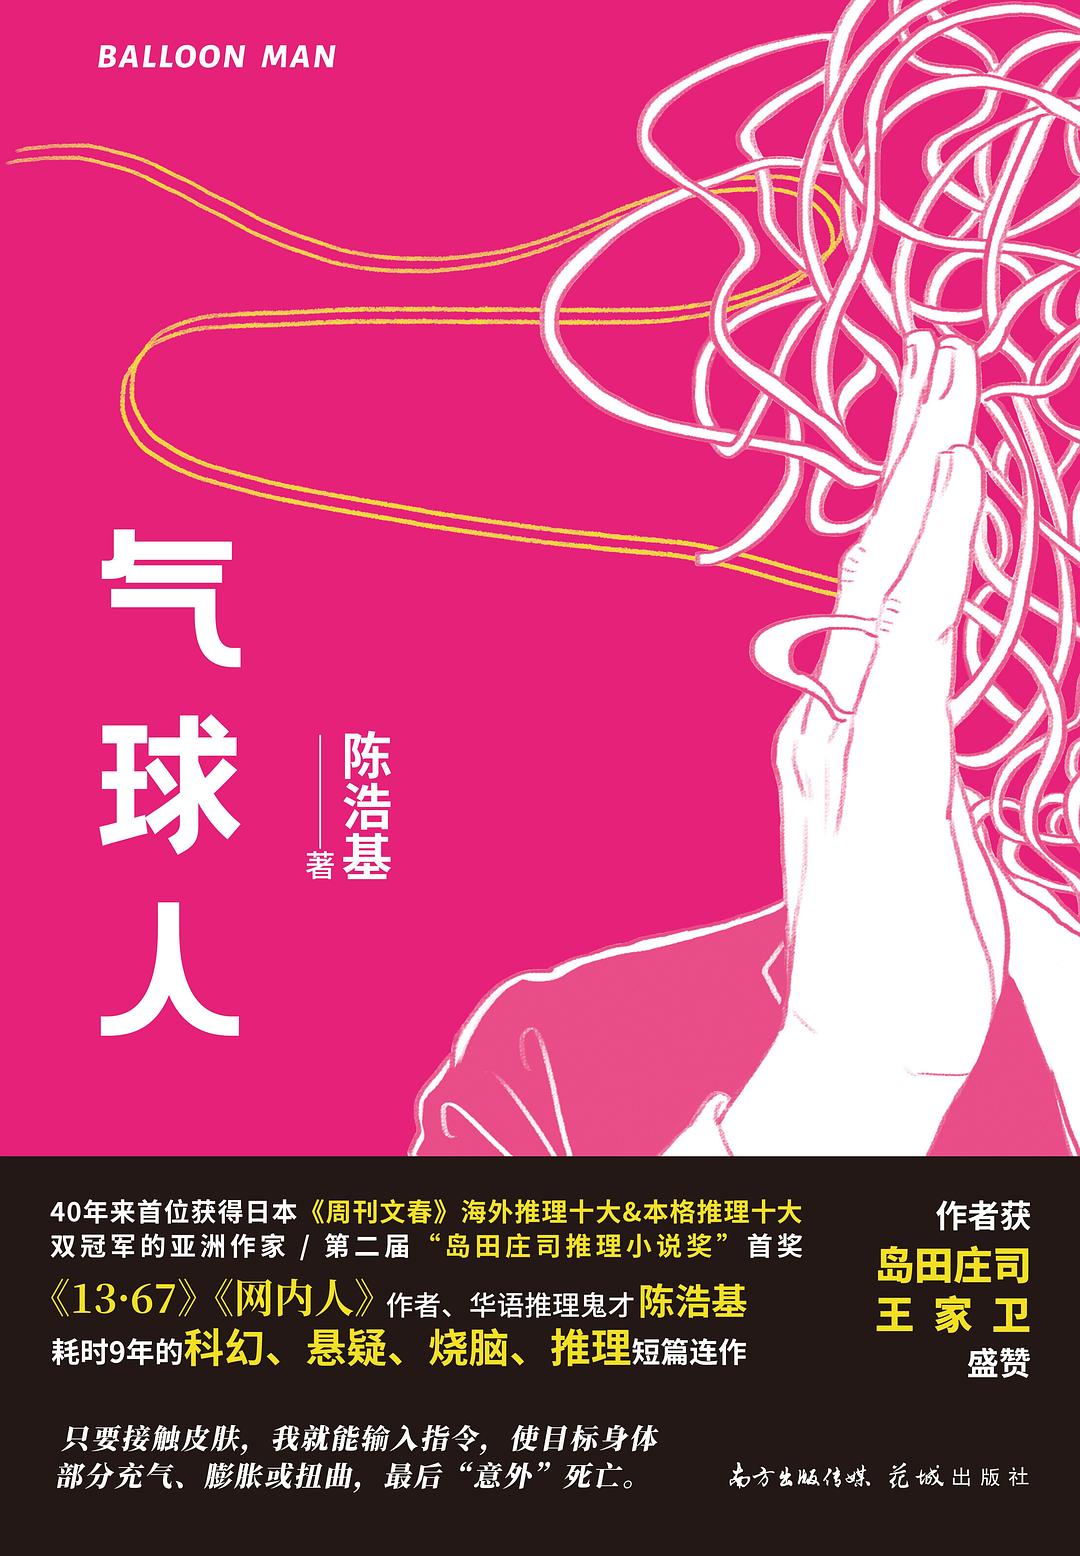 BALLOON MAN
气球人
陈浩基
著
40年来首位获得日本《周刊文春》海外推理十大&本格推理十大
双冠军的亚洲作家 / 第二届“岛田庄司推理小说奖”首奖
《13·67》《网内人》作者、华语推理鬼才陈浩基
耗时9年的科幻、悬疑、烧脑、推理短篇连作
作者获
岛田庄司
王家卫
盛赞
只要接触皮肤，我就能输入指令，使目标身体
部分充气、膨胀或扭曲，最后“意外”死亡。
南方出版传媒 花城出版社